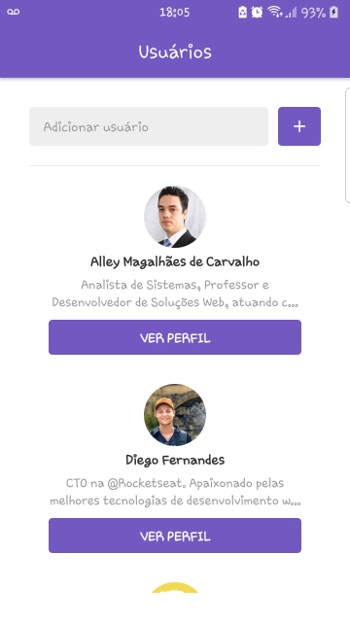 18:05
93%
Usuários
Adicionar usuário
+
Alley Magalhães de Carvalho
Analista de Sistemas, Professor e
Desenvolvedor de Soluções Web, atuando c...
VER PERFIL
Diego Fernandes
CTO na @Rocketseat. Apaixonado pelas
melhores tecnologias de desenvolvimento w...
VER PERFIL